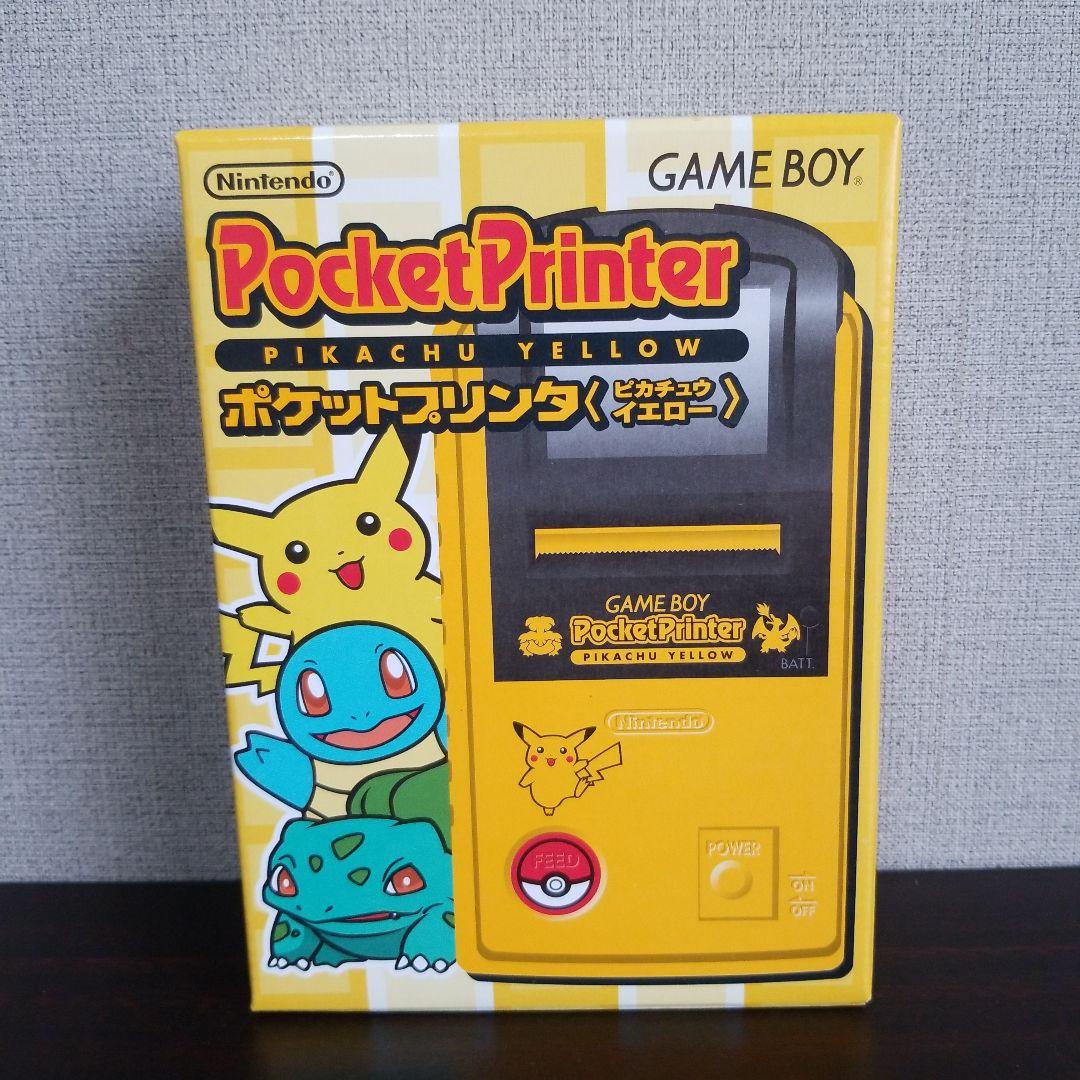 Nintendo®
GAME BOY®
PocketPrinter
PIKACHU YELLOW
ポケットプリンタ〈ピカチュウイエロー〉
GAME BOY
PocketPrinter
PIKACHU YELLOW
BATT.
Nintendo
FEED
POWER
ON
OFF